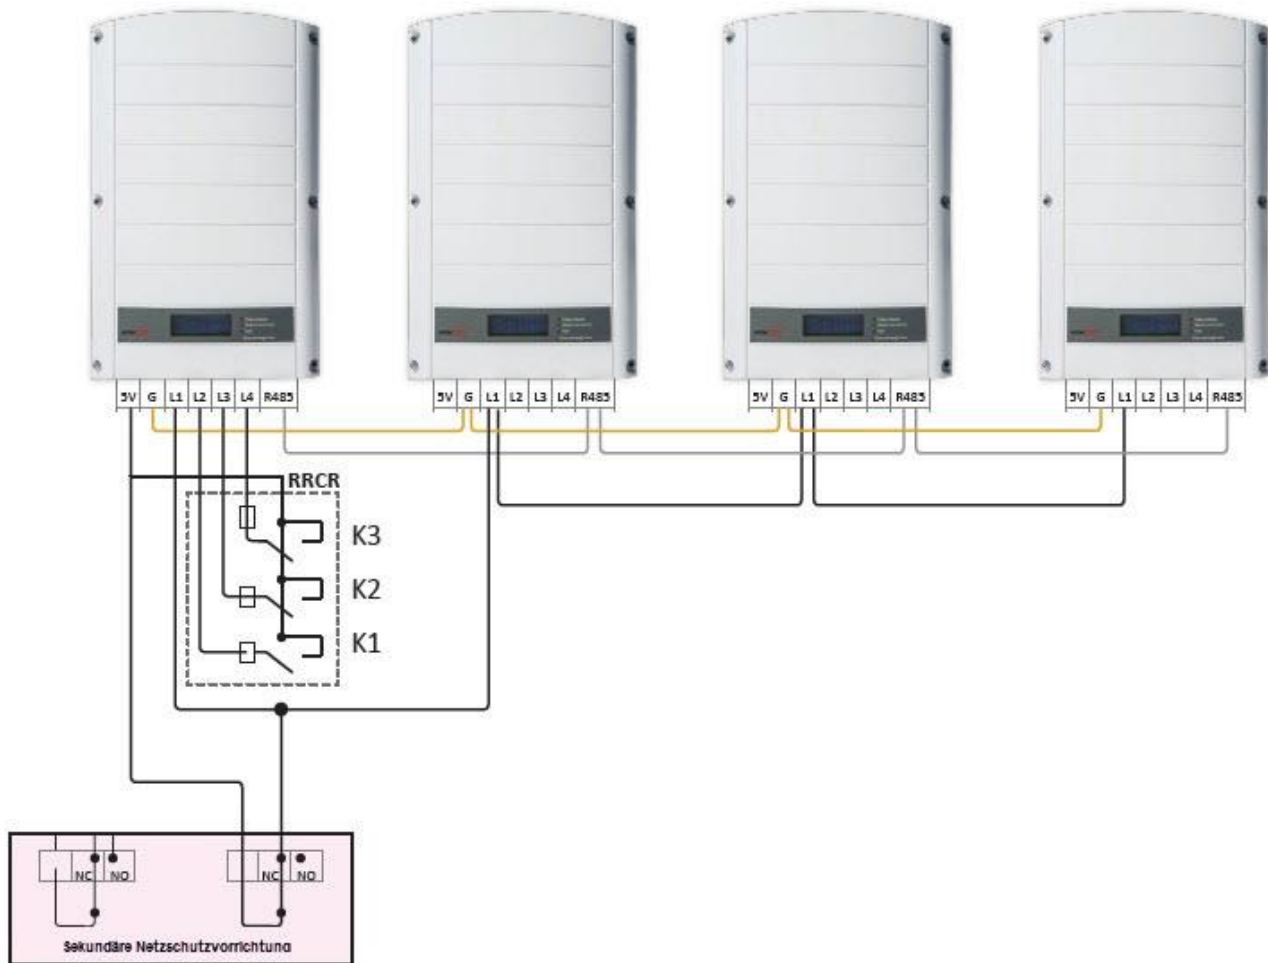 5V G L1 L2 L3 L4 R485
5V G L1 L2 L3 L4 R485
5V G L1 L2 L3 L4 R485
5V G L1 L2 L3 L4 R485
RRCR
K3
K2
K1
NC NO
NC NO
Sekundäre Netzschutzvorrichtung